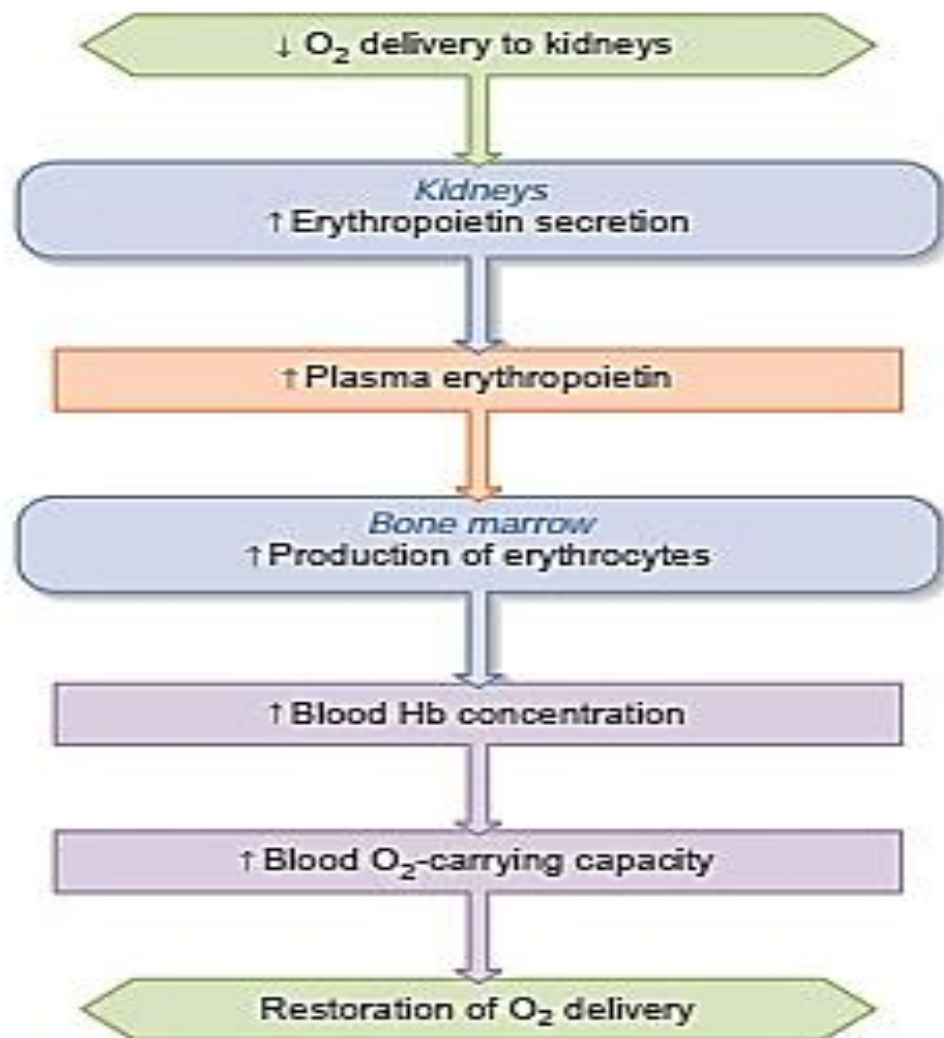 ↓ O₂ delivery to kidneys
Kidneys
↑ Erythropoietin secretion
↑ Plasma erythropoietin
Bone marrow
↑ Production of erythrocytes
↑ Blood Hb concentration
↑ Blood O₂-carrying capacity
Restoration of O₂ delivery